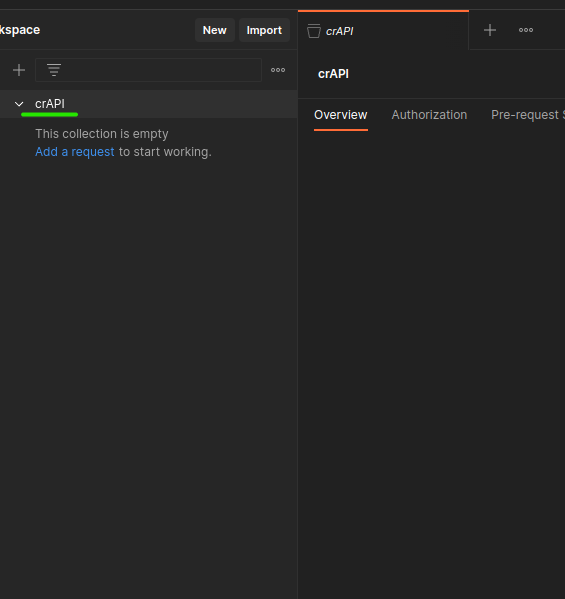 kspace
New
Import
crAPI
This collection is empty
Add a request to start working.
crAPI
crAPI
Overview
Authorization
Pre-request S